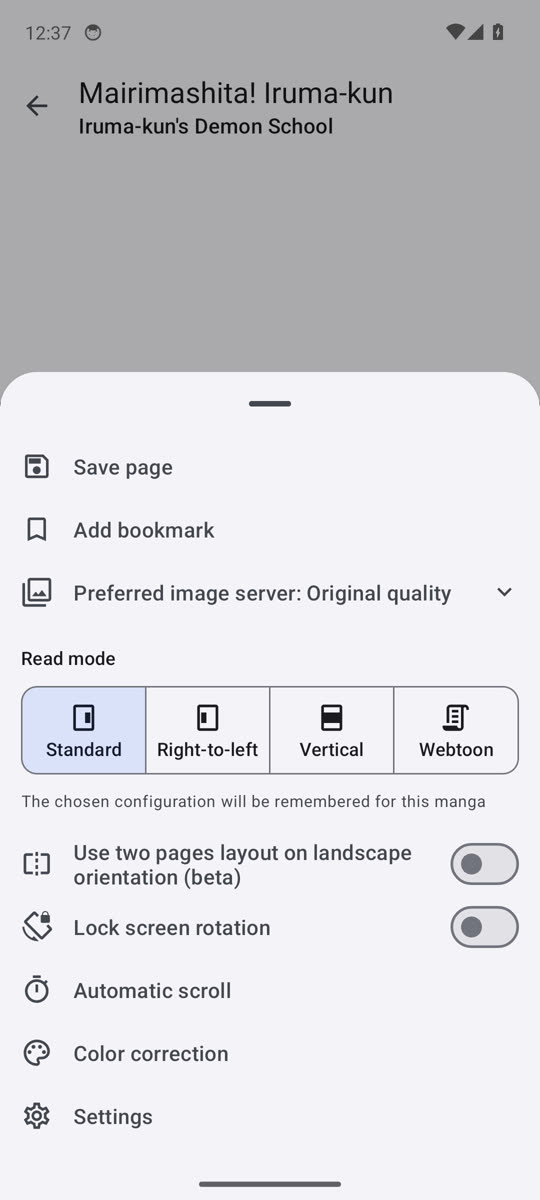 12:37
Mairimashita! Iruma-kun
Iruma-kun's Demon School
Save page
Add bookmark
Preferred image server: Original quality
Read mode
Standard
Right-to-left
Vertical
Webtoon
The chosen configuration will be remembered for this manga
Use two pages layout on landscape
orientation (beta)
Lock screen rotation
Automatic scroll
Color correction
Settings